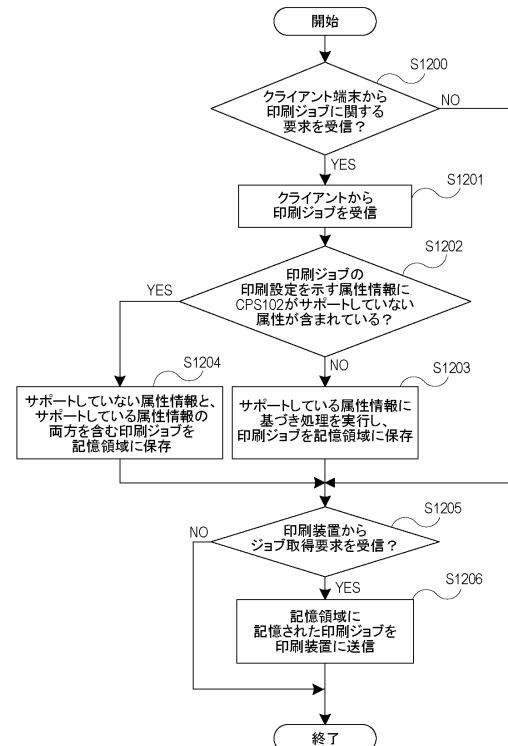 開始
S1200
クライアント端末から
印刷ジョブに関する
要求を受信？
NO
YES
S1201
クライアントから
印刷ジョブを受信
S1202
印刷ジョブの
印刷設定を示す属性情報に
CPS102がサポートしていない
属性が含まれている？
YES
NO
S1204
サポートしていない属性情報と、
サポートしている属性情報の
両方を含む印刷ジョブを
記憶領域に保存
S1203
サポートしている属性情報に
基づき処理を実行し、
印刷ジョブを記憶領域に保存
S1205
印刷装置から
ジョブ取得要求を受信？
NO
YES
S1206
記憶領域に
記憶された印刷ジョブを
印刷装置に送信
終了